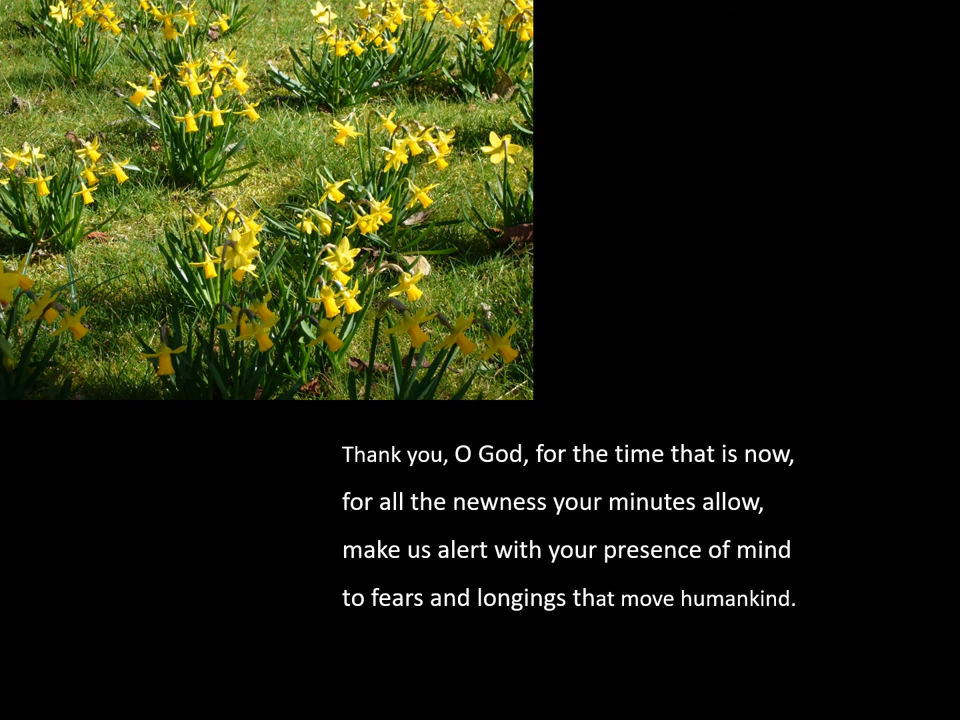 Thank you, O God, for the time that is now,
for all the newness your minutes allow,
make us alert with your presence of mind
to fears and longings that move humankind.